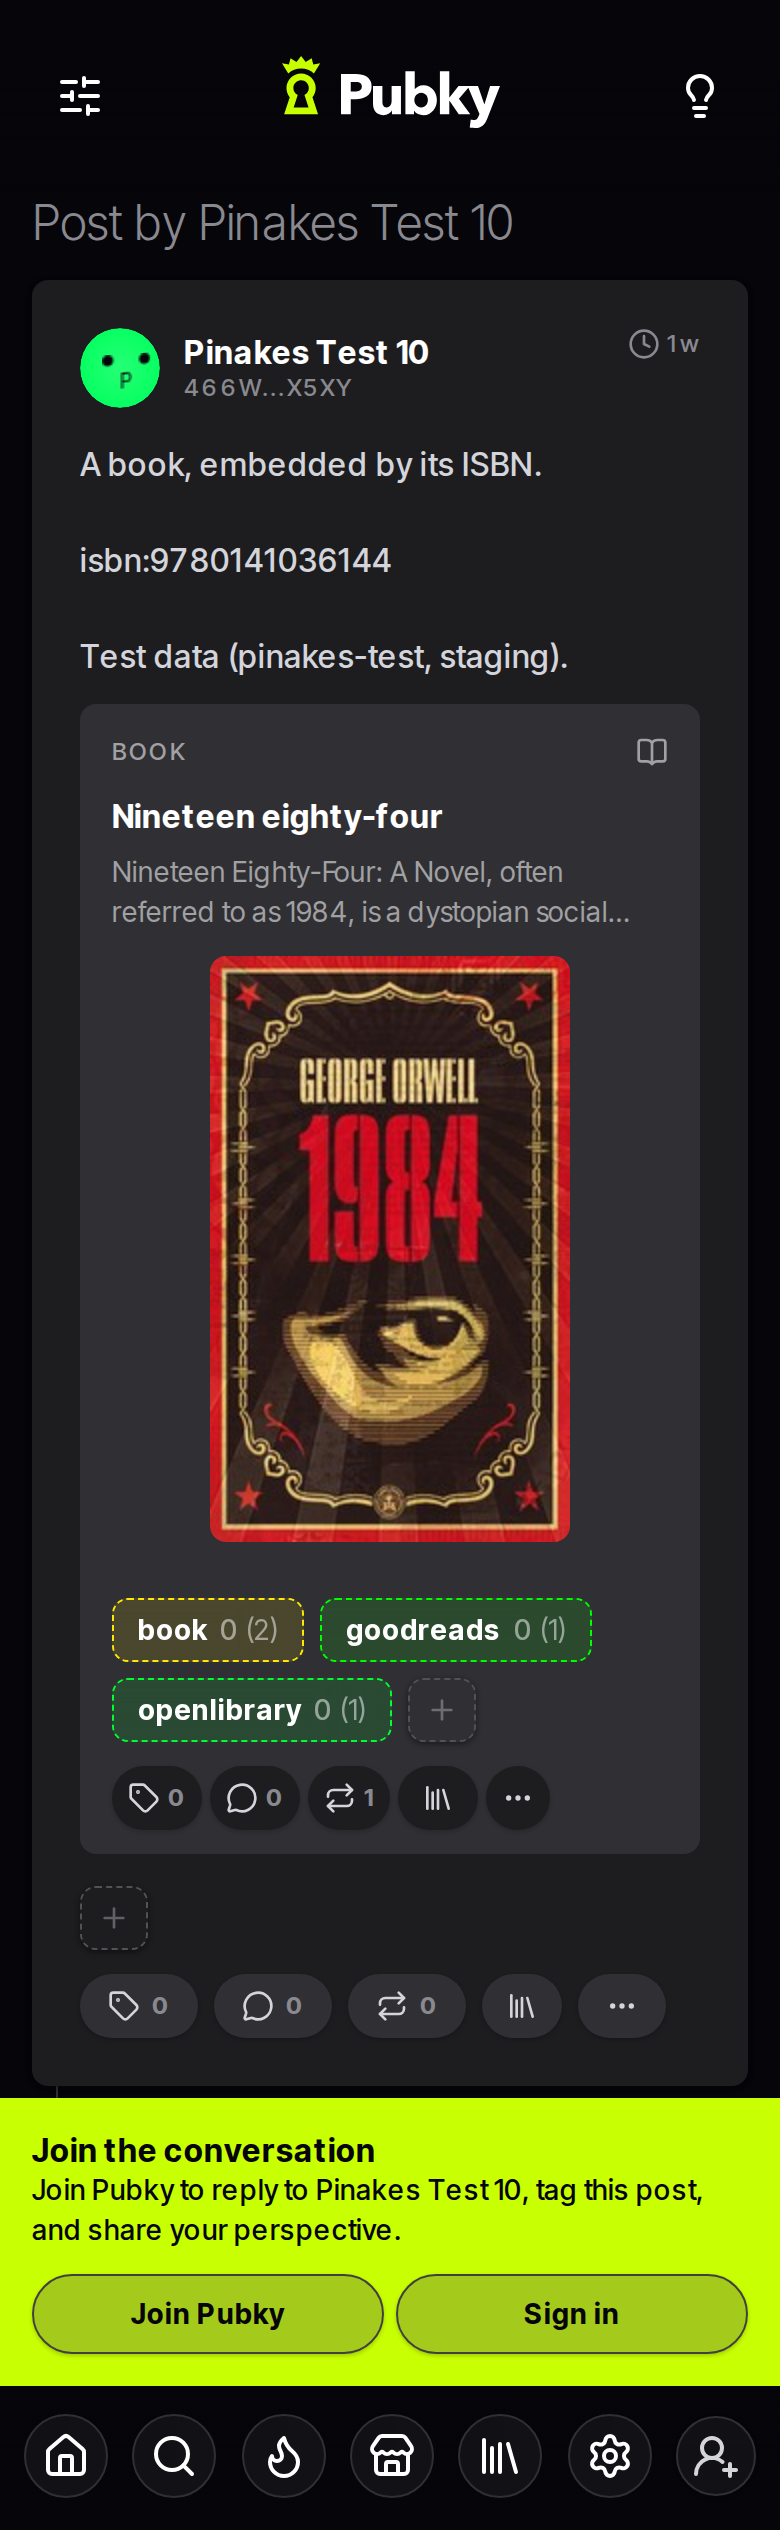 Pubky
Post by Pinakes Test 10
Pinakes Test 10
466W...X5XY
1w
A book, embedded by its ISBN.
isbn:9780141036144
Test data (pinakes-test, staging).
BOOK
Nineteen eighty-four
Nineteen Eighty-Four: A Novel, often
referred to as 1984, is a dystopian social...
GEORGE ORWELL
1984
book 0 (2)
goodreads 0 (1)
openlibrary 0 (1)
0 0 1
0 0 0
Join the conversation
Join Pubky to reply to Pinakes Test 10, tag this post,
and share your perspective.
Join Pubky
Sign in